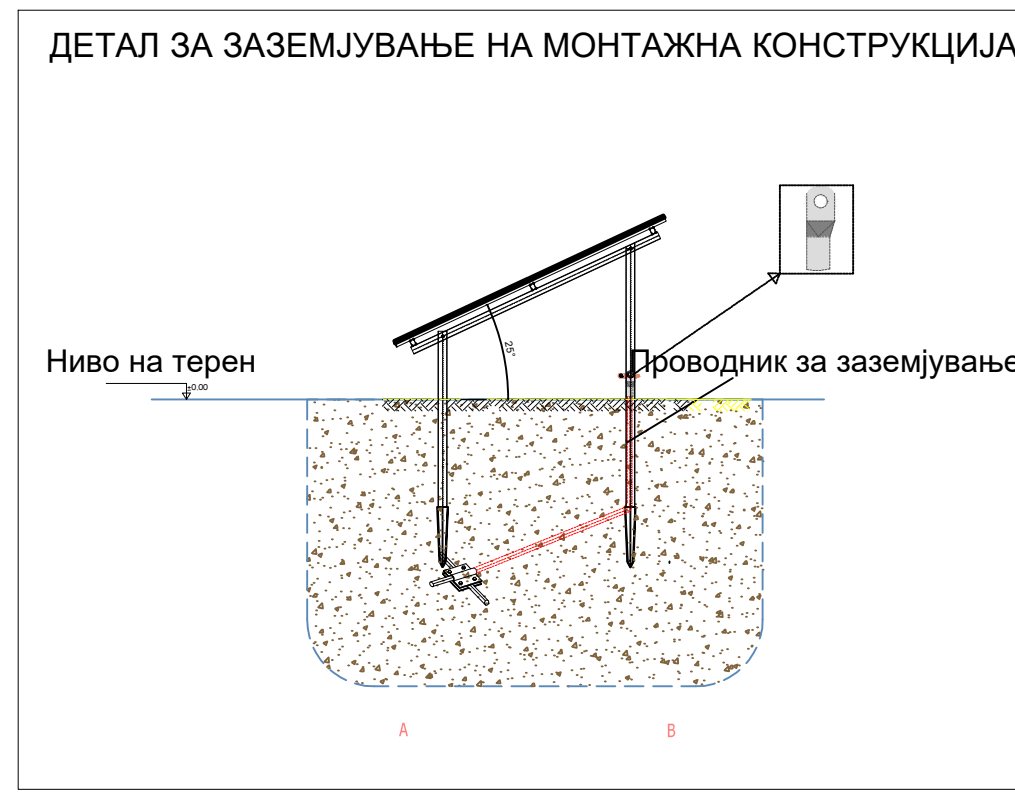 ДЕТАЛ ЗА ЗАЗЕМЈУВАЊЕ НА МОНТАЖНА КОНСТРУКЦИЈА
25°
Ниво на терен
Проводник за заземјување
±0,00
A
B